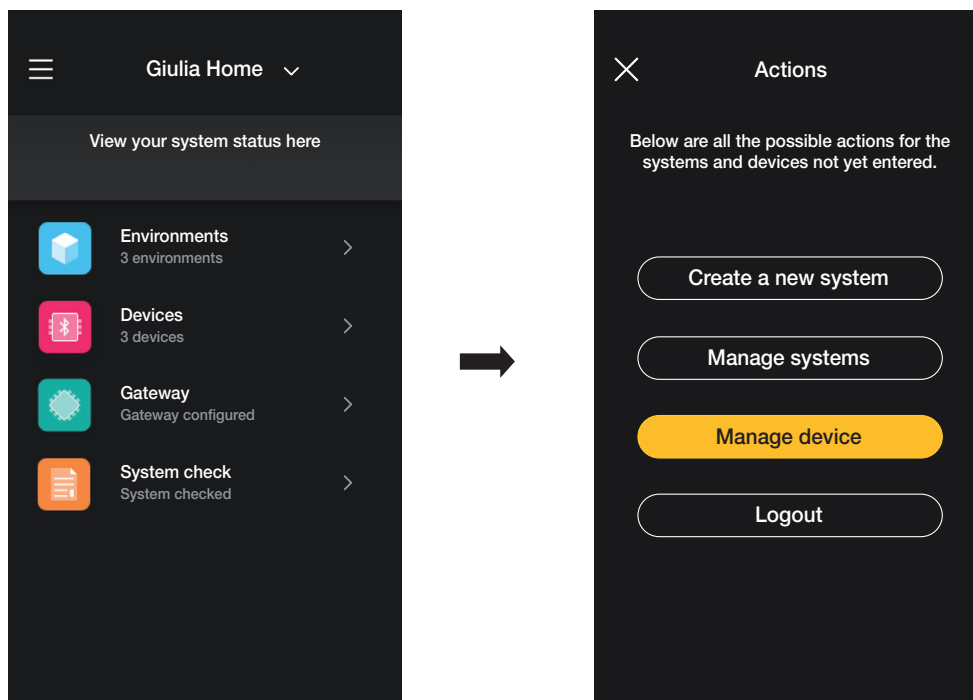 Giulia Home
View your system status here
Environments
3 environments
Devices
3 devices
Gateway
Gateway configured
System check
System checked
Actions
Below are all the possible actions for the
systems and devices not yet entered.
Create a new system
Manage systems
Manage device
Logout